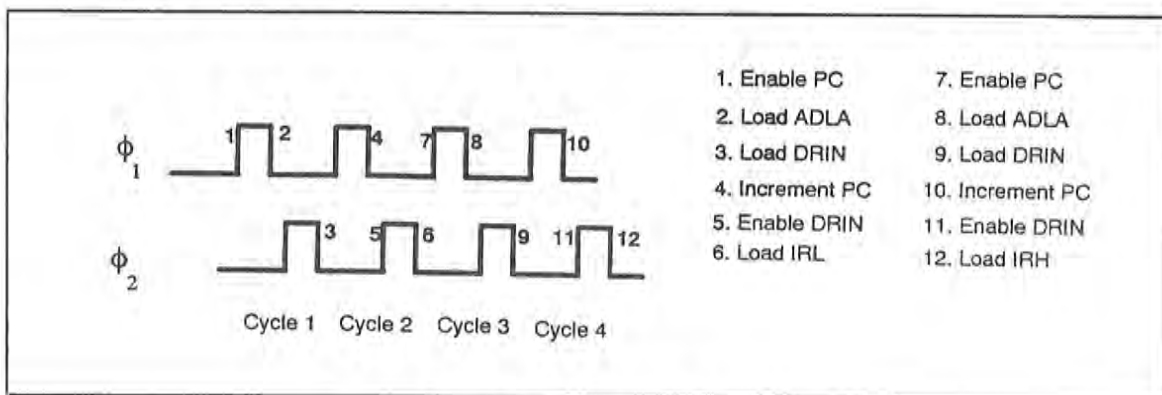 ϕ1
1 2 4 7 8 10
ϕ2
3 5 6 9 11 12
Cycle 1 Cycle 2 Cycle 3 Cycle 4
1. Enable PC
2. Load ADLA
3. Load DRIN
4. Increment PC
5. Enable DRIN
6. Load IRL
7. Enable PC
8. Load ADLA
9. Load DRIN
10. Increment PC
11. Enable DRIN
12. Load IRH